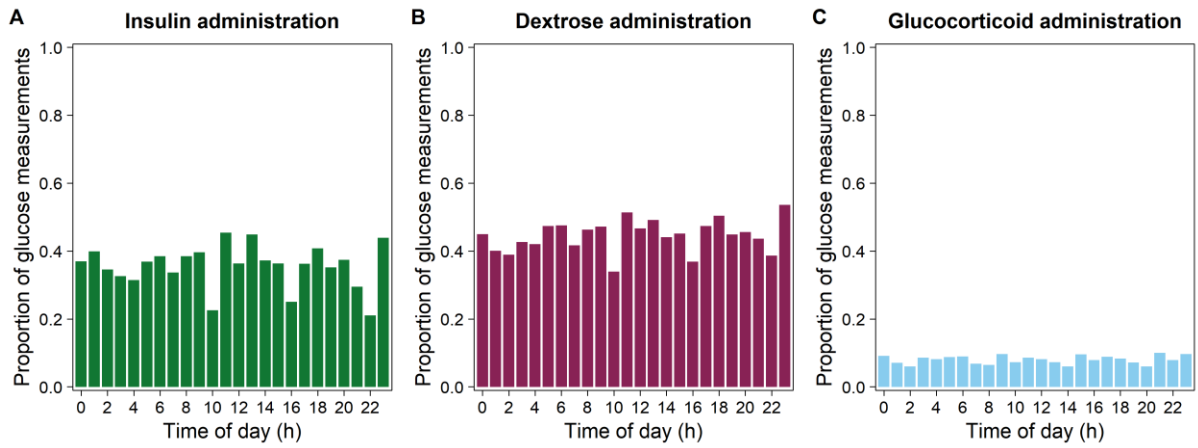 A Insulin administration
Proportion of glucose measurements
1.0
0.8
0.6
0.4
0.2
0.0
0 2 4 6 8 10 12 14 16 18 20 22
Time of day (h)
B Dextrose administration
Proportion of glucose measurements
1.0
0.8
0.6
0.4
0.2
0.0
0 2 4 6 8 10 12 14 16 18 20 22
Time of day (h)
C Glucocorticoid administration
Proportion of glucose measurements
1.0
0.8
0.6
0.4
0.2
0.0
0 2 4 6 8 10 12 14 16 18 20 22
Time of day (h)